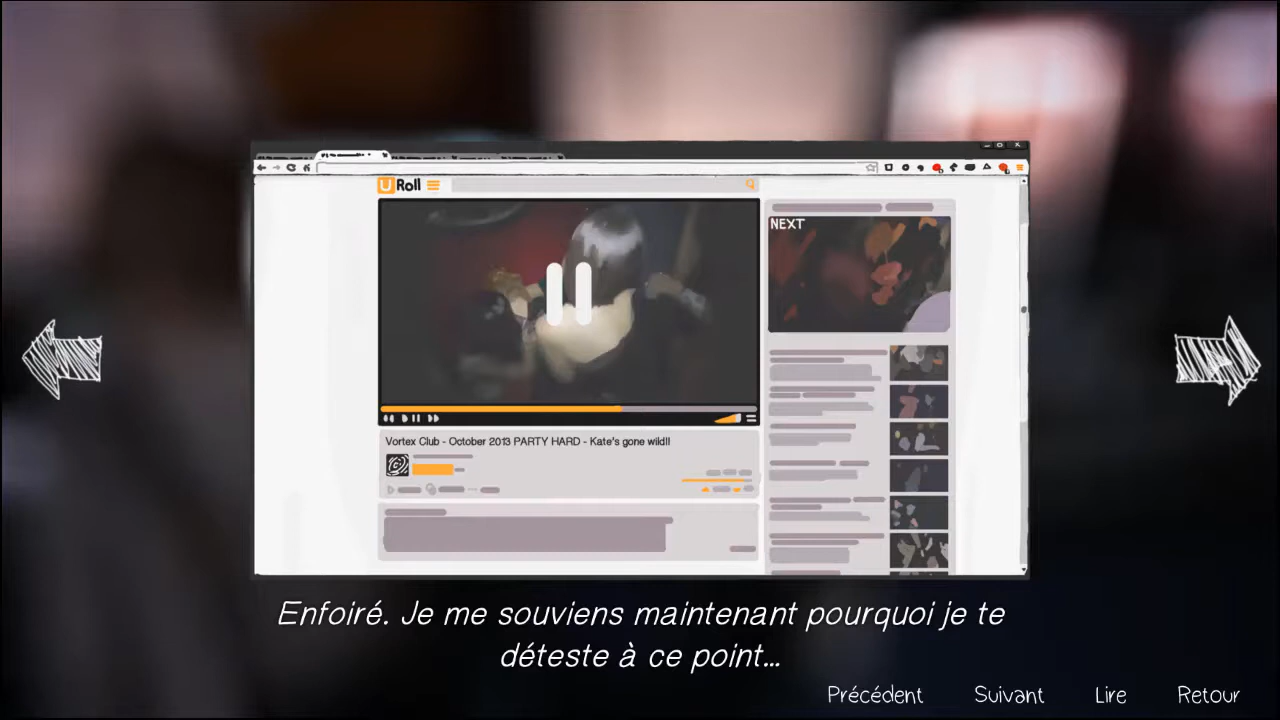 U Roll
NEXT
Vortex Club - October 2013 PARTY HARD - Kate's gone wild!!
Enfoiré. Je me souviens maintenant pourquoi je te
déteste à ce point...
Précédent Suivant Lire Retour